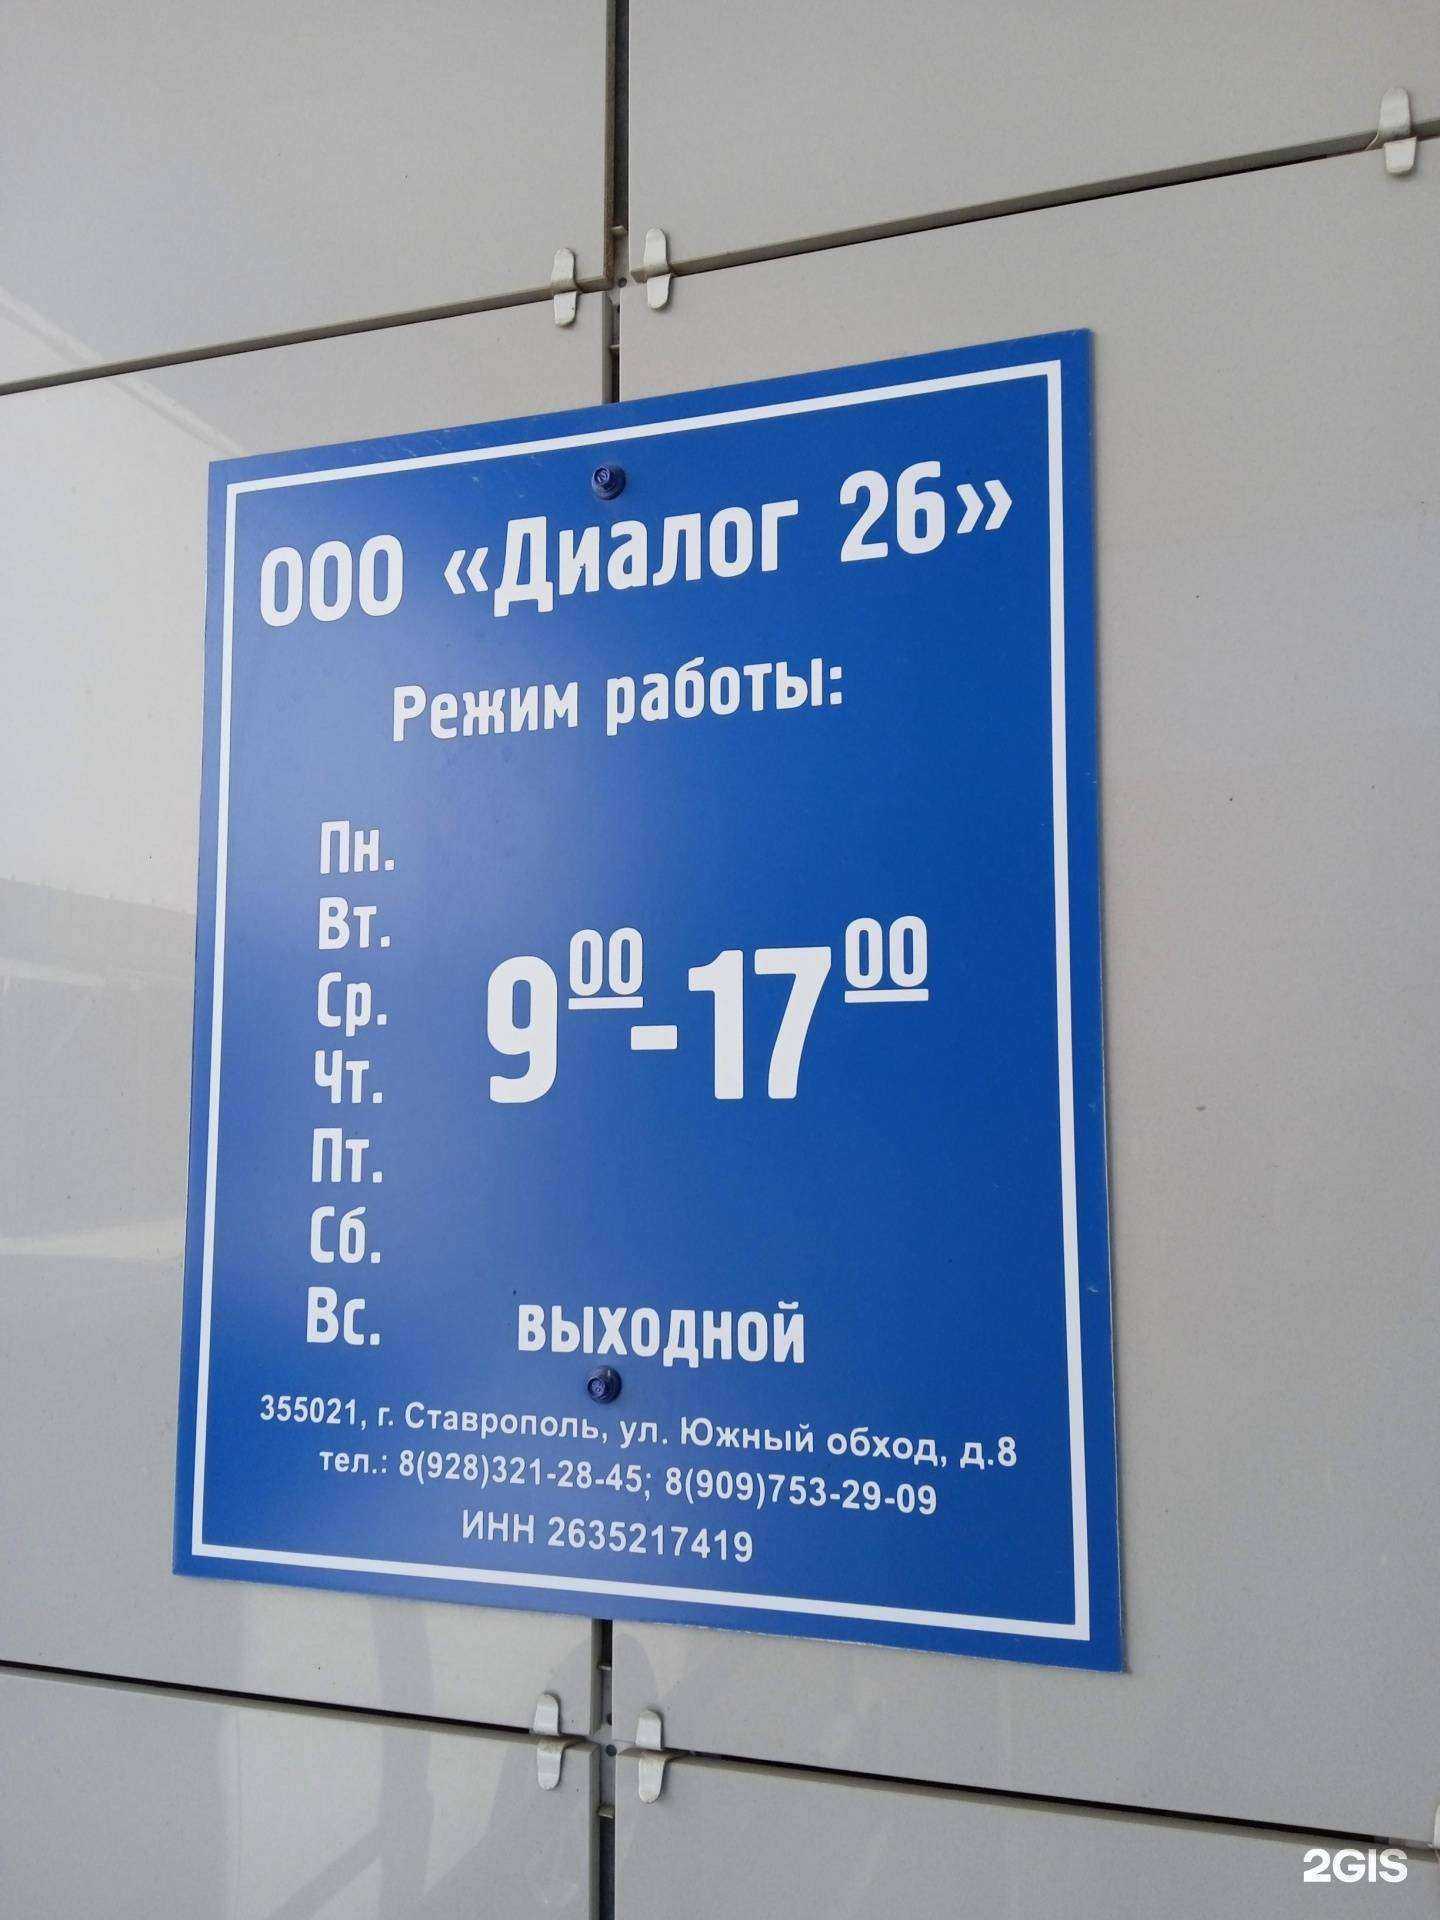 ООО «Диалог 26»
Режим работы:
Пн.
Вт.
Ср.
Чт.
Пт.
Сб.
9⁰⁰-17⁰⁰
Вс. выходной
355021, г. Ставрополь, ул. Южный обход, д.8
тел.: 8(928)321-28-45; 8(909)753-29-09
ИНН 2635217419
2GIS